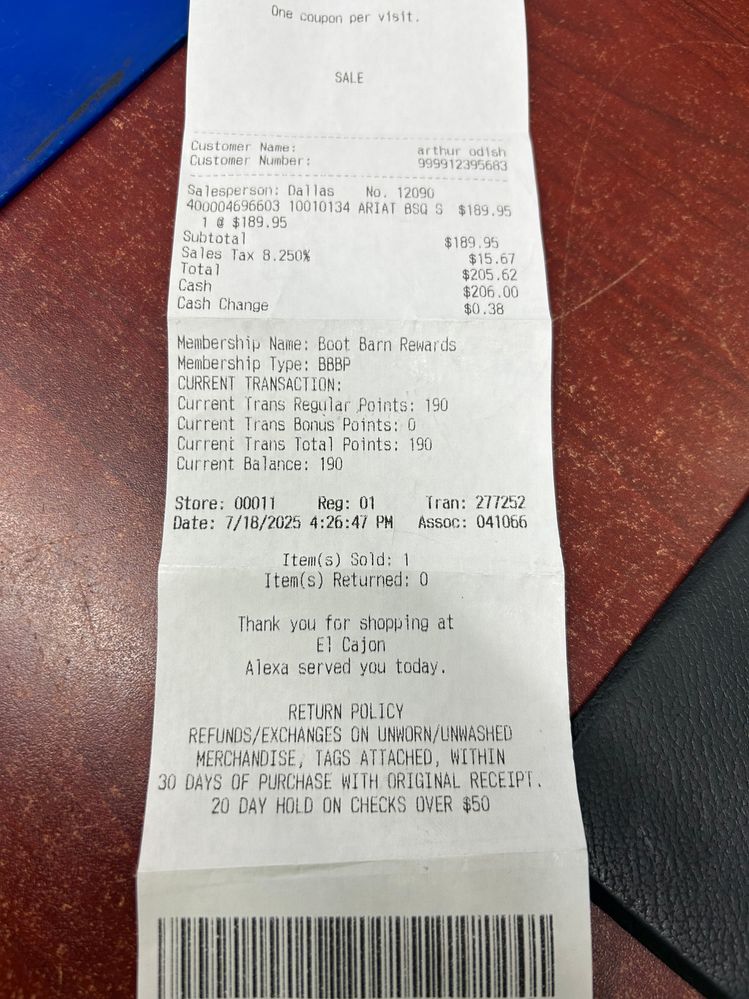 One coupon per visit.
SALE
Customer Name: arthur odish
Customer Number: 999912395683
Salesperson: Dallas No. 12090
400004696603 10010134 ARIAT BSQ S $189.95
1 @ $189.95
Subtotal $189.95
Sales Tax 8.250% $15.67
Total $205.62
Cash $206.00
Cash Change $0.38
Membership Name: Boot Barn Rewards
Membership Type: BBBP
CURRENT TRANSACTION:
Current Trans Regular Points: 190
Current Trans Bonus Points: 0
Current Trans Total Points: 190
Current Balance: 190
Store: 00011 Reg: 01 Tran: 277252
Date: 7/18/2025 4:26:47 PM Assoc: 041066
Item(s) Sold: 1
Item(s) Returned: 0
Thank you for shopping at
El Cajon
Alexa served you today.
RETURN POLICY
REFUNDS/EXCHANGES ON UNWORN/UNWASHED
MERCHANDISE, TAGS ATTACHED, WITHIN
30 DAYS OF PURCHASE WITH ORIGINAL RECEIPT.
20 DAY HOLD ON CHECKS OVER $50